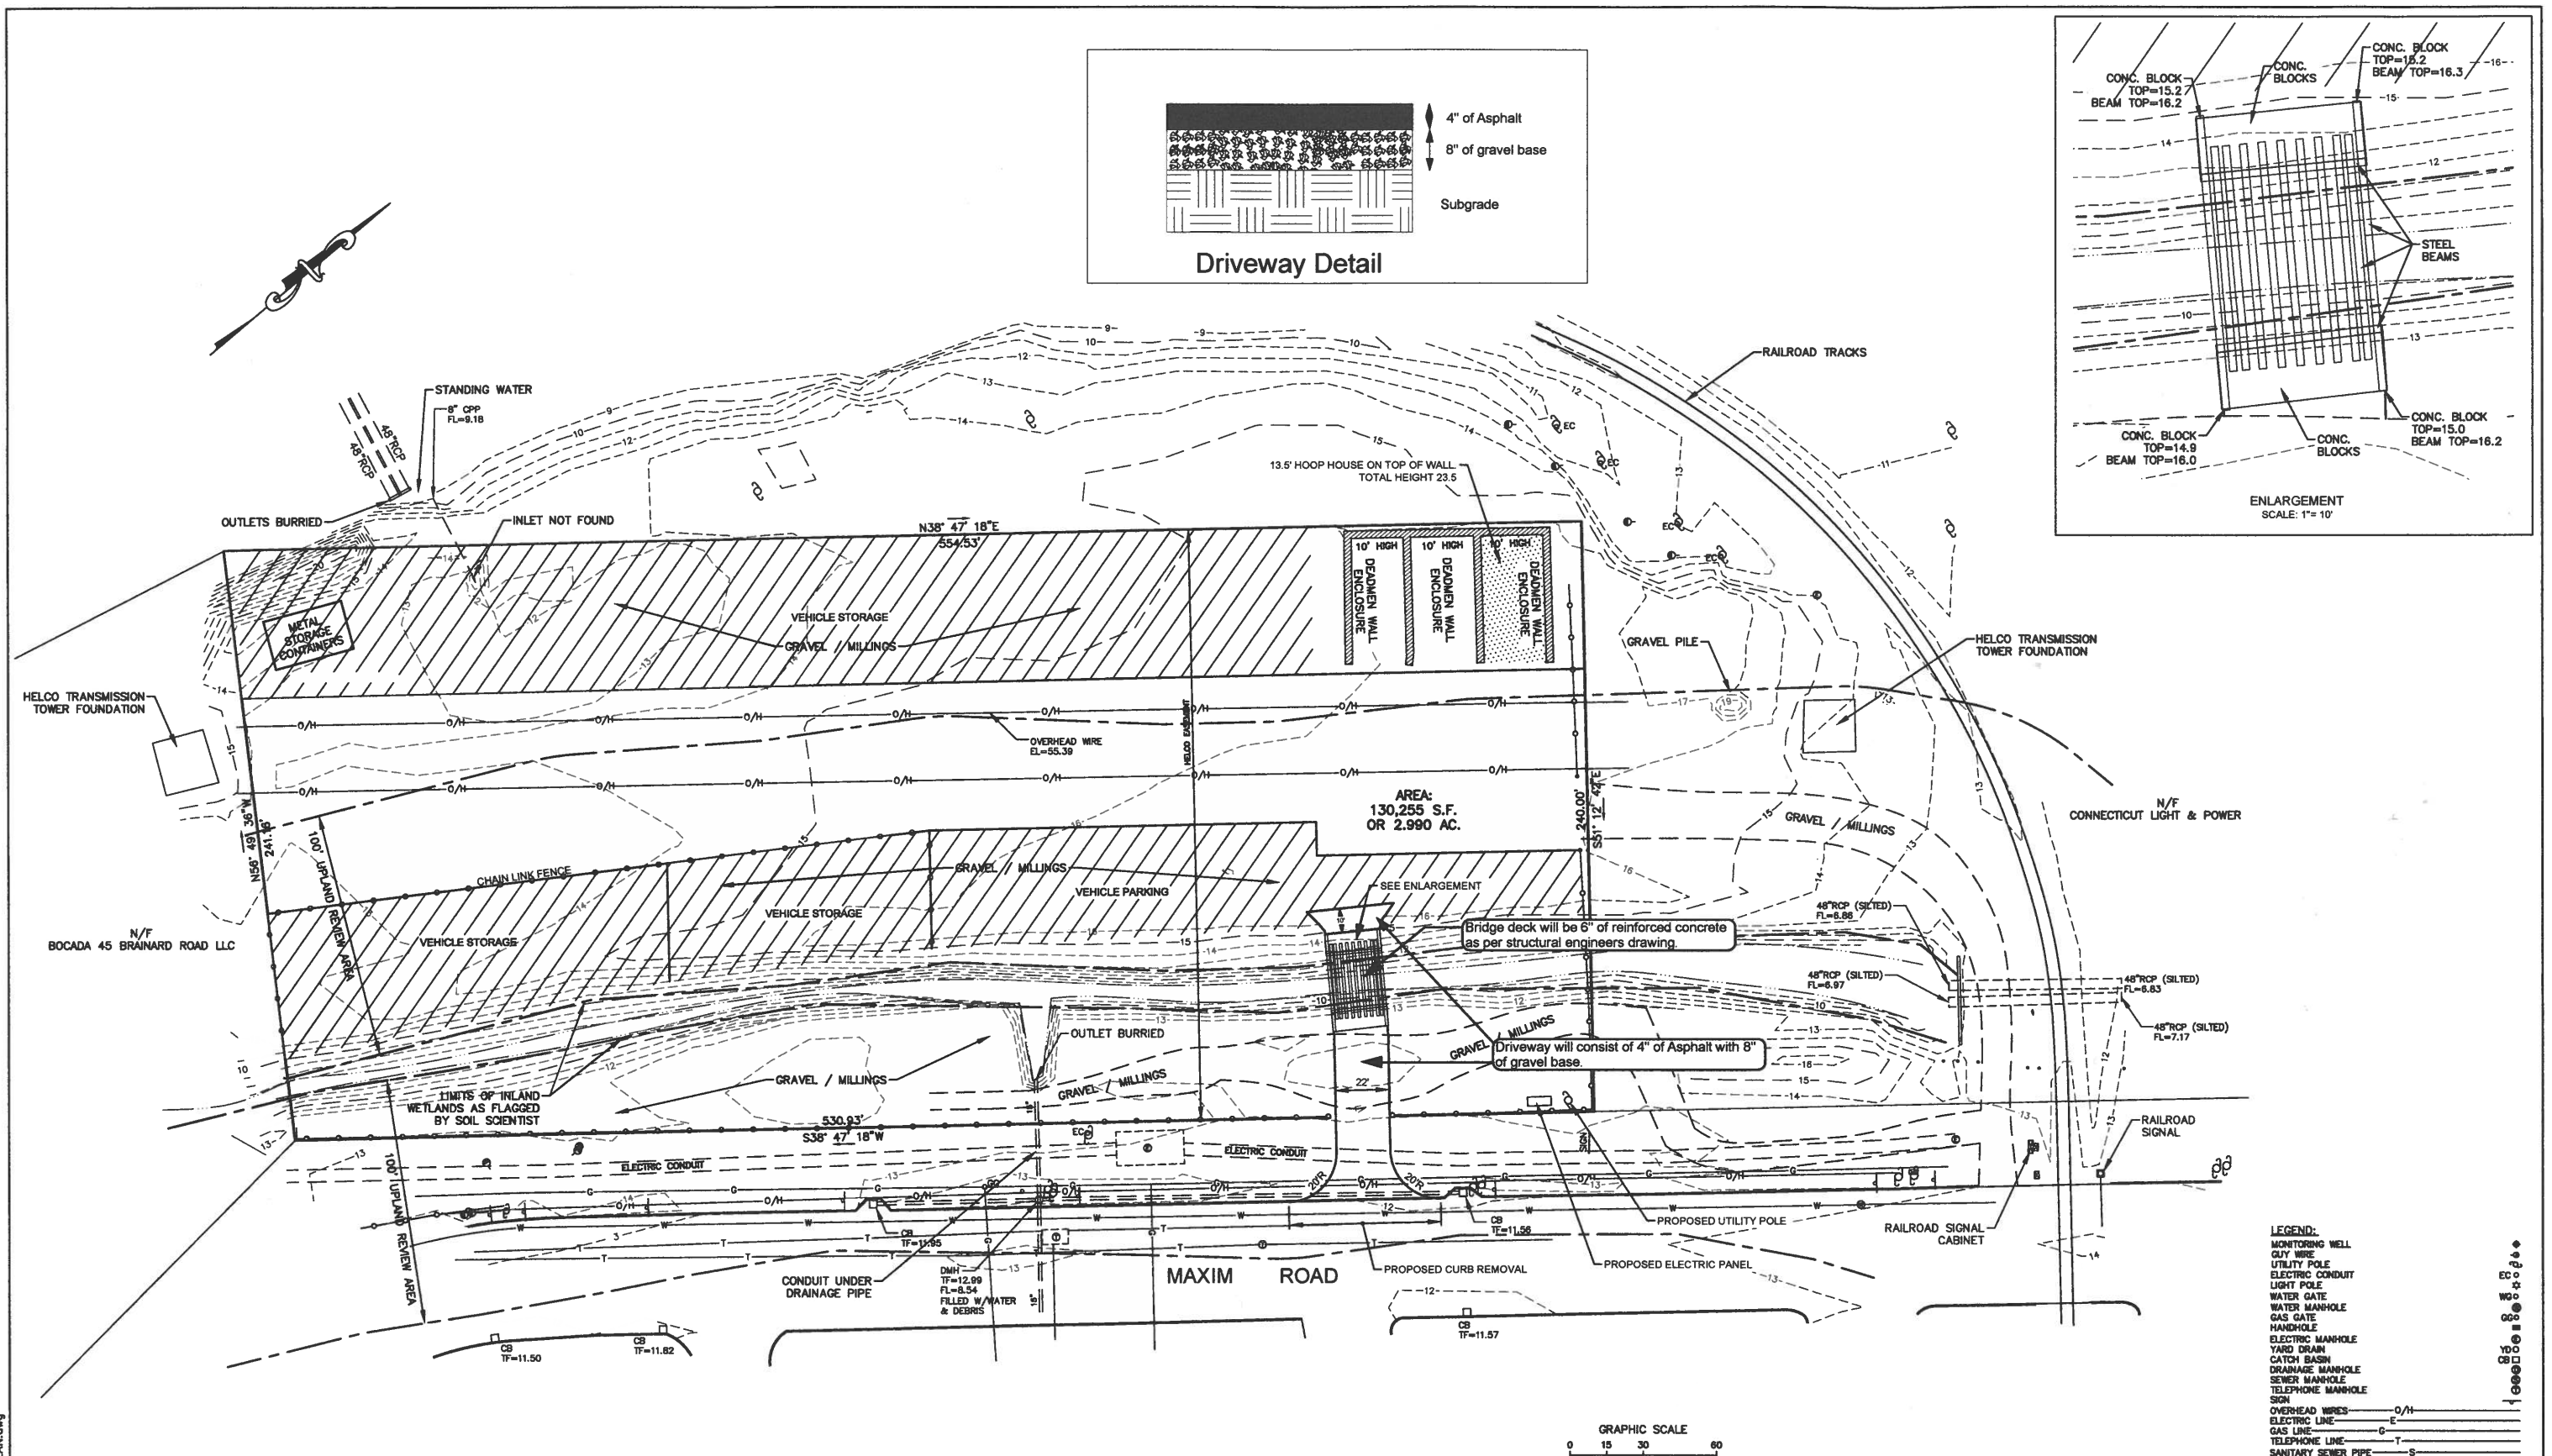 4" of Asphalt
8" of gravel base
Subgrade
Driveway Detail
CONC. BLOCK
TOP=15.2
BEAM TOP=16.3
CONC.
BLOCKS
CONC. BLOCK
TOP=15.2
BEAM TOP=16.2
-16-
-15-
14
12
STEEL
BEAMS
10
13
CONC. BLOCK
TOP=14.9
BEAM TOP=16.0
CONC.
BLOCKS
CONC. BLOCK
TOP=15.0
BEAM TOP=16.2
ENLARGEMENT
SCALE: 1"= 10'
RAILROAD TRACKS
STANDING WATER
8" CPP
FL=9.18
48"RCP
48"RCP
OUTLETS BURRIED
INLET NOT FOUND
13.5' HOOP HOUSE ON TOP OF WALL
TOTAL HEIGHT 23.5
N38° 47' 18"E
554.53'
10' HIGH
10' HIGH
10' HIGH
DEADMEN WALL
ENCLOSURE
DEADMEN WALL
ENCLOSURE
DEADMEN WALL
ENCLOSURE
EC
EC
EC
EC
METAL
STORAGE
CONTAINERS
VEHICLE STORAGE
GRAVEL / MILLINGS
GRAVEL PILE
HELCO TRANSMISSION
TOWER FOUNDATION
HELCO TRANSMISSION
TOWER FOUNDATION
OVERHEAD WIRE
EL=55.39
HELCO EASEMENT
AREA:
130,255 S.F.
OR 2.990 AC.
240.00'
S51° 12' 42"E
GRAVEL / MILLINGS
N/F
CONNECTICUT LIGHT & POWER
N56° 49' 36"W
241.16'
100' UPLAND REVIEW AREA
CHAIN LINK FENCE
GRAVEL / MILLINGS
VEHICLE PARKING
SEE ENLARGEMENT
VEHICLE STORAGE
VEHICLE STORAGE
N/F
BOCADA 45 BRAINARD ROAD LLC
Bridge deck will be 6" of reinforced concrete
as per structural engineers drawing.
48"RCP (SILTED)
FL=6.86
48"RCP (SILTED)
FL=6.97
48"RCP (SILTED)
FL=6.83
48"RCP (SILTED)
FL=7.17
OUTLET BURRIED
GRAVEL / MILLINGS
Driveway will consist of 4" of Asphalt with 8"
of gravel base.
GRAVEL / MILLINGS
GRAVEL / MILLINGS
22'
LIMITS OF INLAND
WETLANDS AS FLAGGED
BY SOIL SCIENTIST
530.93'
S38° 47' 18"W
EC
SIGN
ELECTRIC CONDUIT
ELECTRIC CONDUIT
RAILROAD
SIGNAL
100' UPLAND REVIEW AREA
20'R
20'R
CB
TF=11.95
CB
TF=11.56
PROPOSED UTILITY POLE
RAILROAD SIGNAL
CABINET
CONDUIT UNDER
DRAINAGE PIPE
DMH
TF=12.99
FL=8.54
FILLED W/WATER
& DEBRIS
MAXIM ROAD
PROPOSED CURB REMOVAL
PROPOSED ELECTRIC PANEL
CB
TF=11.50
CB
TF=11.82
CB
TF=11.57
GRAPHIC SCALE
0 15 30 60
LEGEND:
MONITORING WELL
GUY WIRE
UTILITY POLE
ELECTRIC CONDUIT EC
LIGHT POLE
WATER GATE WG
WATER MANHOLE
GAS GATE GG
HANDHOLE
ELECTRIC MANHOLE
YARD DRAIN YD
CATCH BASIN CB
DRAINAGE MANHOLE
SEWER MANHOLE
TELEPHONE MANHOLE
SIGN
OVERHEAD WIRES O/H
ELECTRIC LINE E
GAS LINE G
TELEPHONE LINE T
SANITARY SEWER PIPE S